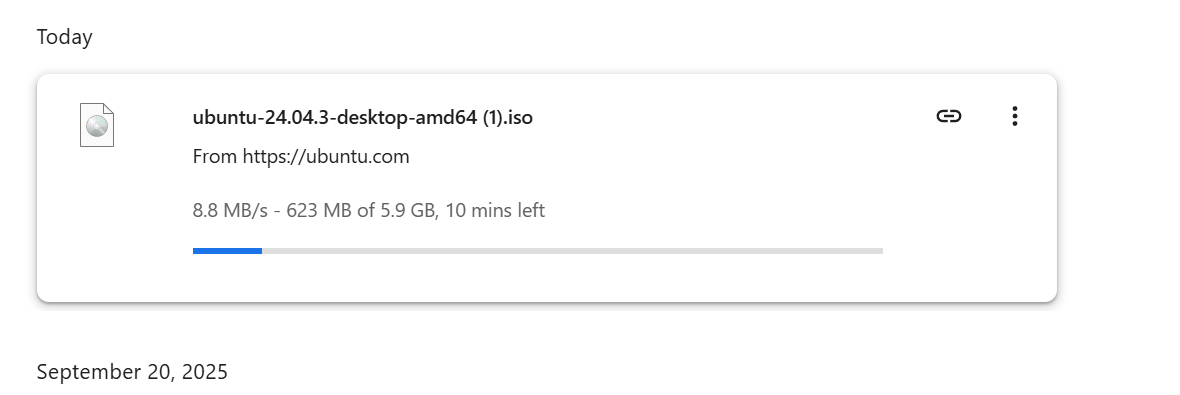 Today
ubuntu-24.04.3-desktop-amd64 (1).iso
From https://ubuntu.com
8.8 MB/s - 623 MB of 5.9 GB, 10 mins left
September 20, 2025